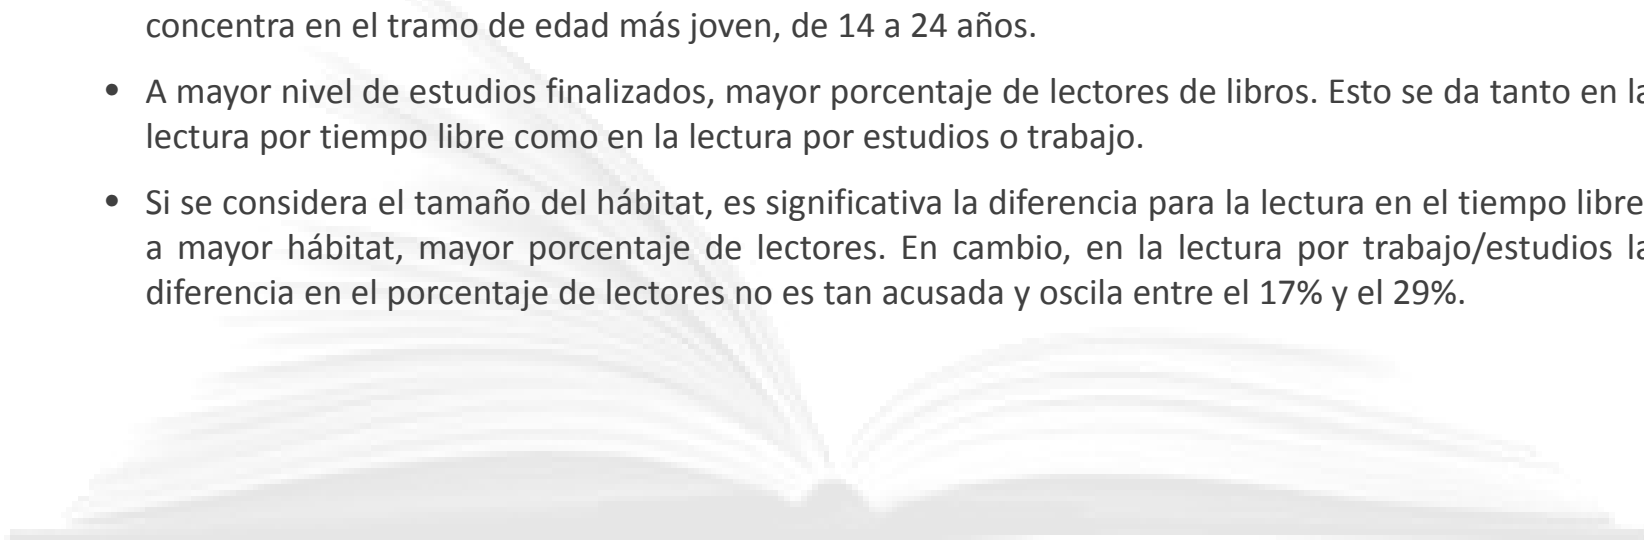 concentra en el tramo de edad más joven, de 14 a 24 años.
• A mayor nivel de estudios finalizados, mayor porcentaje de lectores de libros. Esto se da tanto en la
lectura por tiempo libre como en la lectura por estudios o trabajo.
• Si se considera el tamaño del hábitat, es significativa la diferencia para la lectura en el tiempo libre
a mayor hábitat, mayor porcentaje de lectores. En cambio, en la lectura por trabajo/estudios la
diferencia en el porcentaje de lectores no es tan acusada y oscila entre el 17% y el 29%.